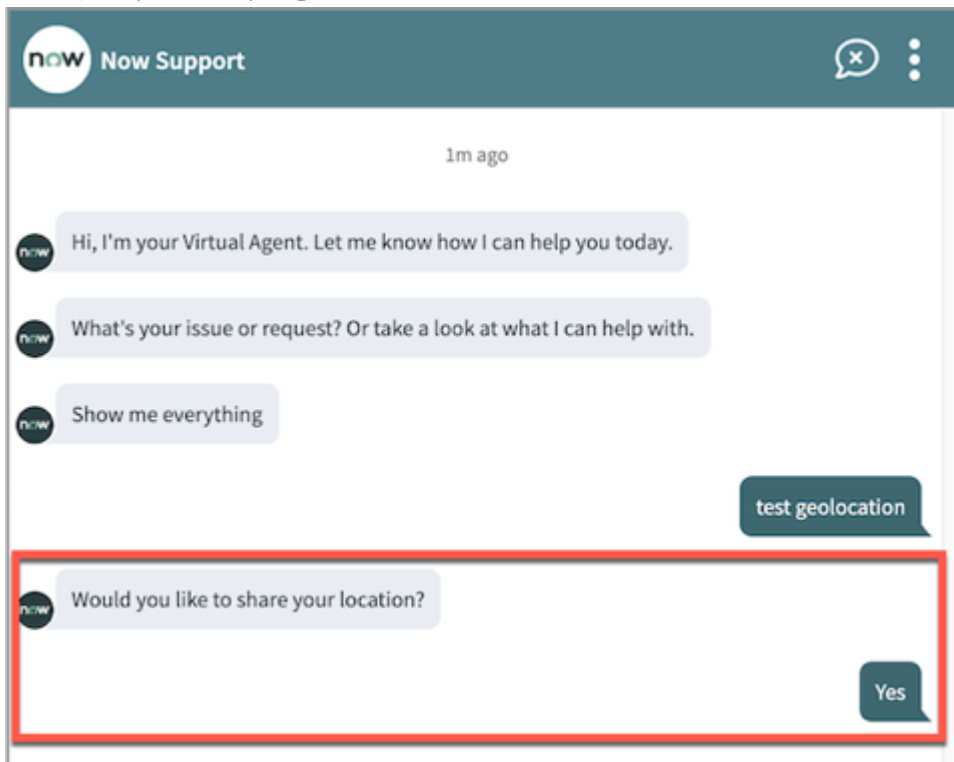 now Now Support
1m ago
now Hi, I'm your Virtual Agent. Let me know how I can help you today.
now What's your issue or request? Or take a look at what I can help with.
now Show me everything
test geolocation
now Would you like to share your location?
Yes